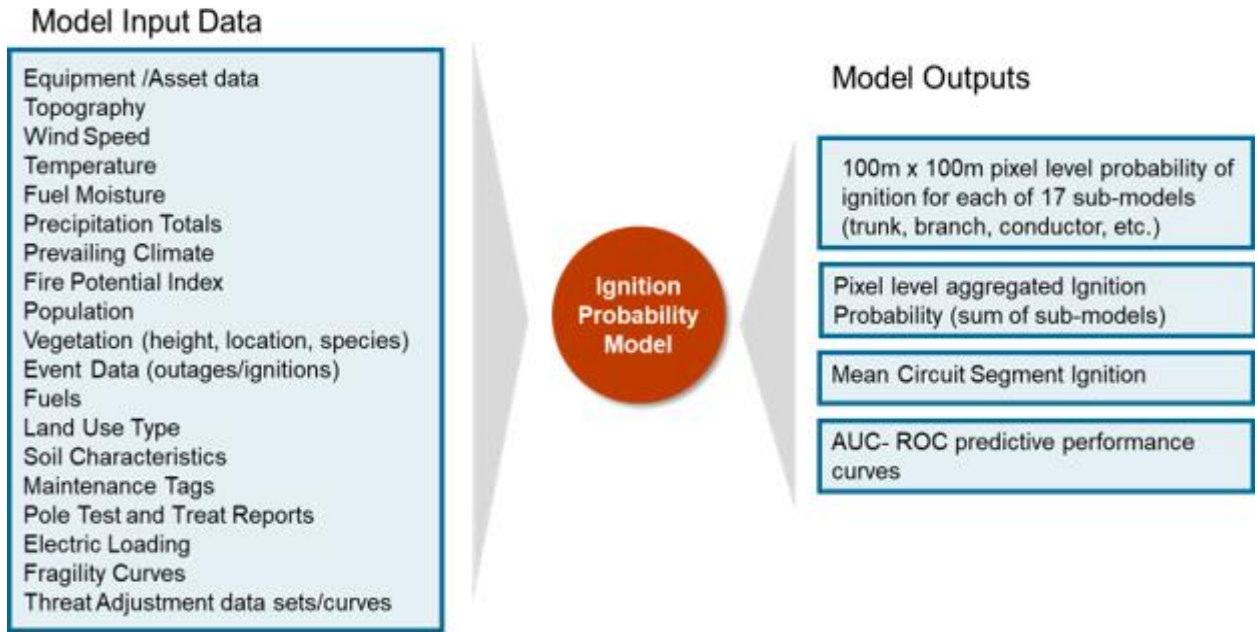 Model Input Data
Equipment /Asset data
Topography
Wind Speed
Temperature
Fuel Moisture
Precipitation Totals
Prevailing Climate
Fire Potential Index
Population
Vegetation (height, location, species)
Event Data (outages/ignitions)
Fuels
Land Use Type
Soil Characteristics
Maintenance Tags
Pole Test and Treat Reports
Electric Loading
Fragility Curves
Threat Adjustment data sets/curves
Ignition
Probability
Model
Model Outputs
100m x 100m pixel level probability of
ignition for each of 17 sub-models
(trunk, branch, conductor, etc.)
Pixel level aggregated Ignition
Probability (sum of sub-models)
Mean Circuit Segment Ignition
AUC- ROC predictive performance
curves